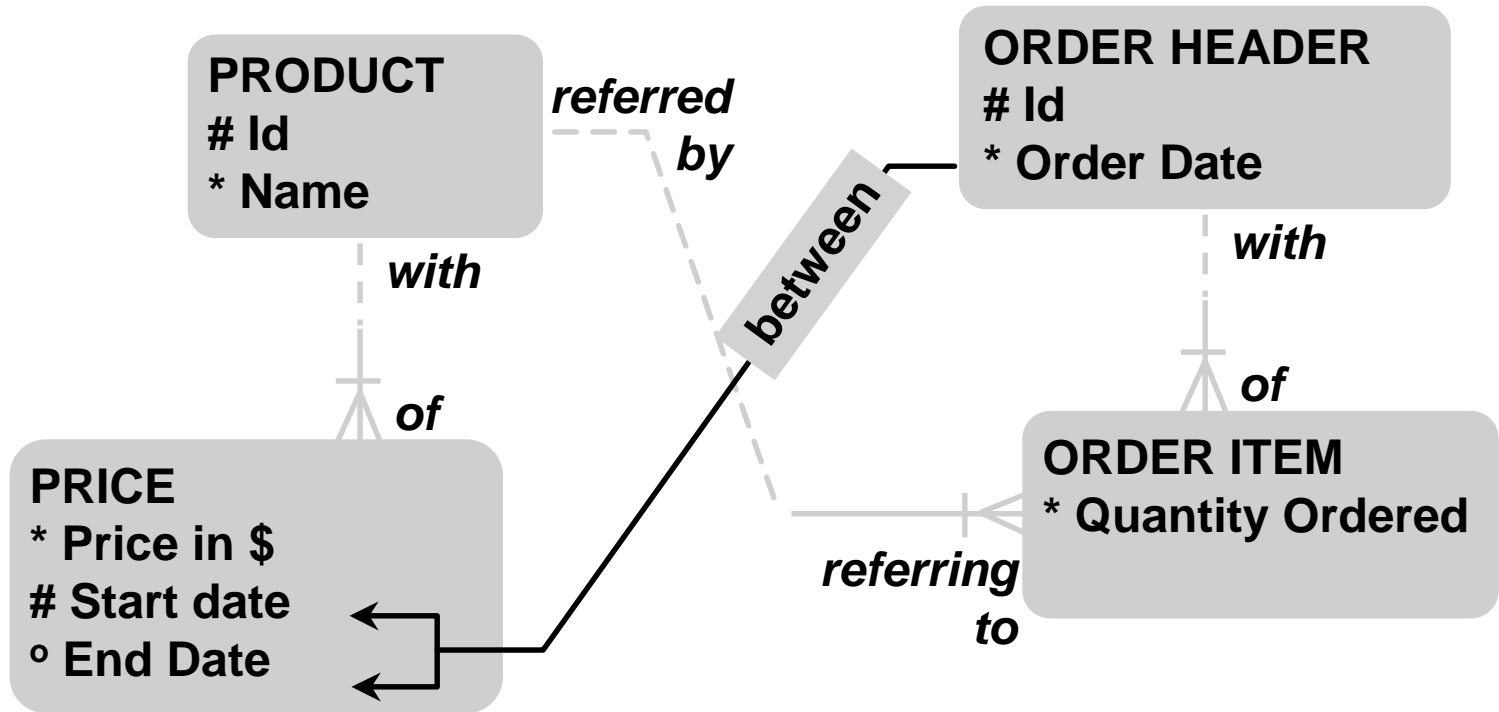 PRODUCT
# Id
* Name
referred
by
ORDER HEADER
# Id
* Order Date
between
with
with
of
of
PRICE
* Price in $
# Start date
o End Date
ORDER ITEM
* Quantity Ordered
referring
to